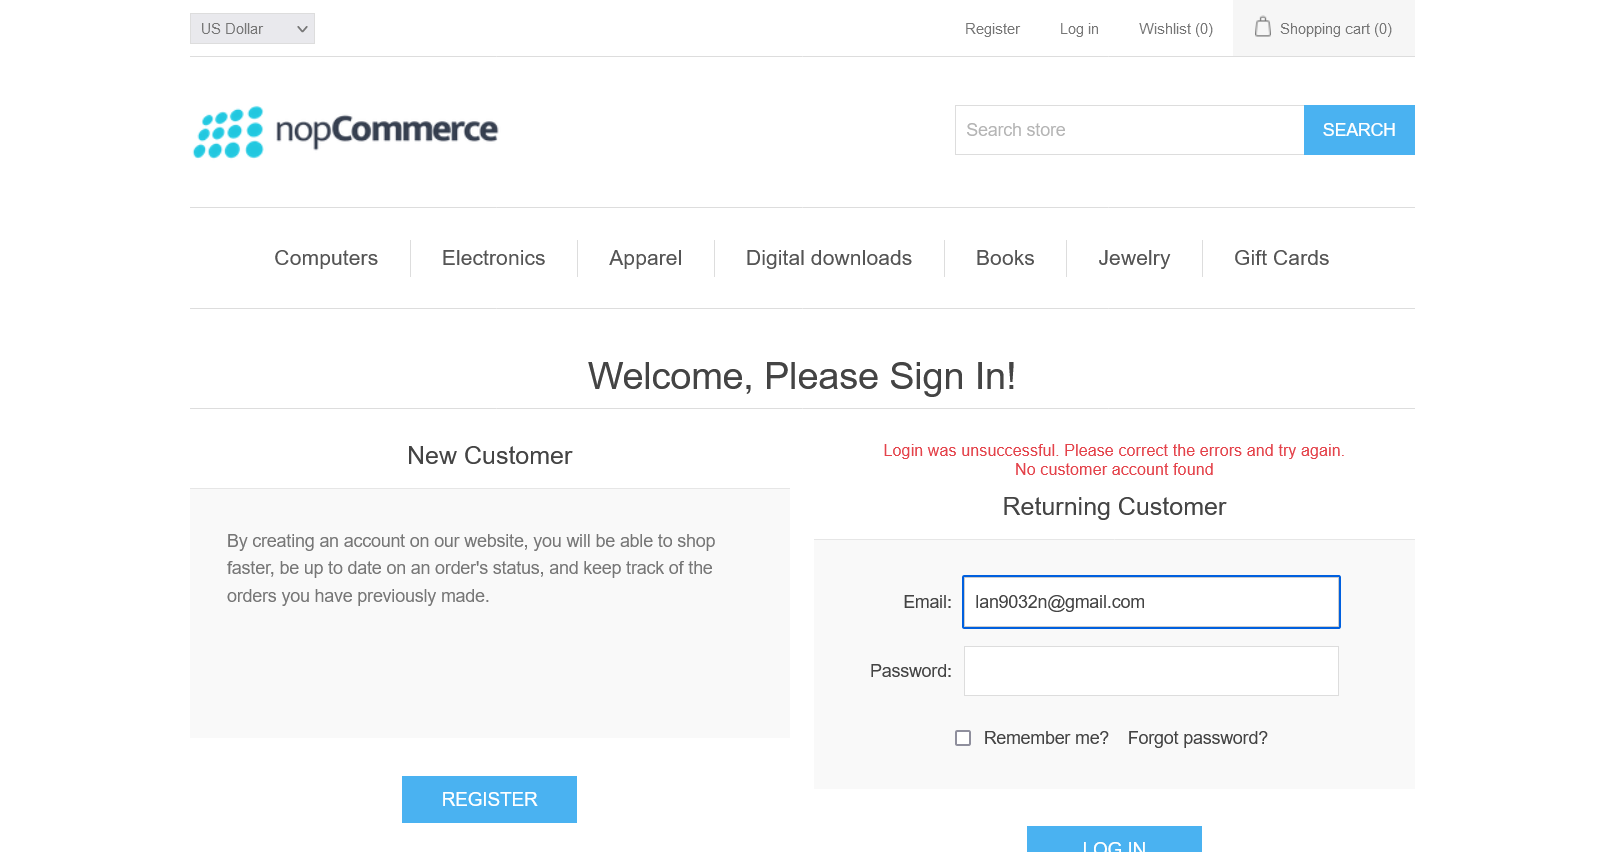 US Dollar
Register
Log in
Wishlist (0)
Shopping cart (0)
nopCommerce
Search store
SEARCH
Computers
Electronics
Apparel
Digital downloads
Books
Jewelry
Gift Cards
Welcome, Please Sign In!
New Customer
By creating an account on our website, you will be able to shop
faster, be up to date on an order's status, and keep track of the
orders you have previously made.
REGISTER
Login was unsuccessful. Please correct the errors and try again.
No customer account found
Returning Customer
Email:
lan9032n@gmail.com
Password:
Remember me?
Forgot password?
LOG IN